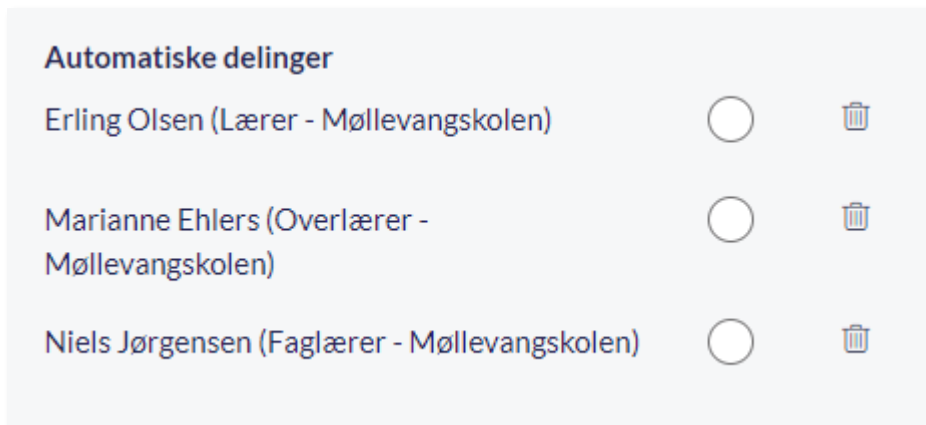 Automatiske delinger
Erling Olsen (Lærer - Møllevangskolen)
Marianne Ehlers (Overlærer -
Møllevangskolen)
Niels Jørgensen (Faglærer - Møllevangskolen)